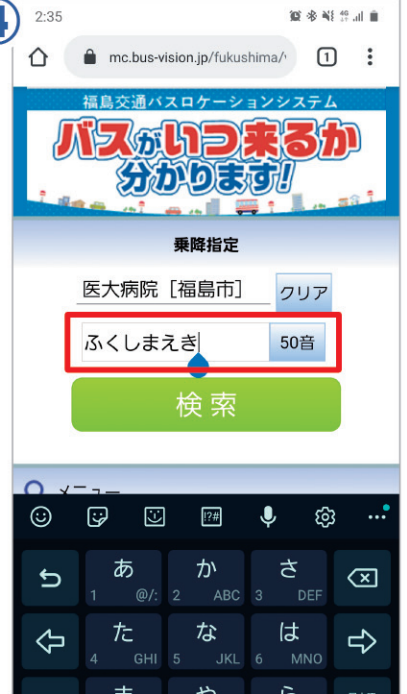 4
2:35
mc.bus-vision.jp/fukushima/
1
福島交通バスロケーションシステム
バスがいつ来るか
分かります!
乗降指定
医大病院［福島市］ クリア
ふくしまえき 50音
検索
メニュー
!?#
あ か さ
1 @/: 2 ABC 3 DEF
た な は
4 GHI 5 JKL 6 MNO
ま や ら